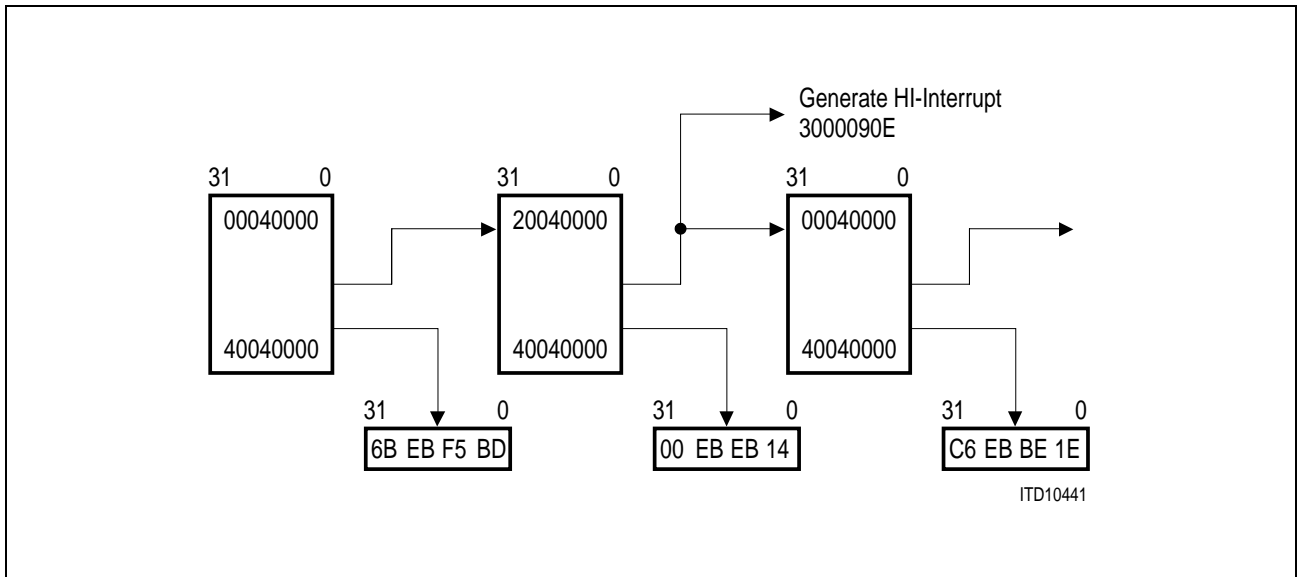 Generate HI-Interrupt
3000090E
31 0 31 0 31 0
00040000 20040000 00040000
40040000 40040000 40040000
31 0 31 0 31 0
6B EB F5 BD 00 EB EB 14 C6 EB BE 1E
ITD10441